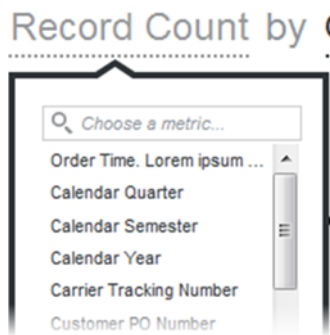 Record Count by
Choose a metric...
Order Time. Lorem ipsum ...
Calendar Quarter
Calendar Semester
Calendar Year
Carrier Tracking Number
Customer PO Number